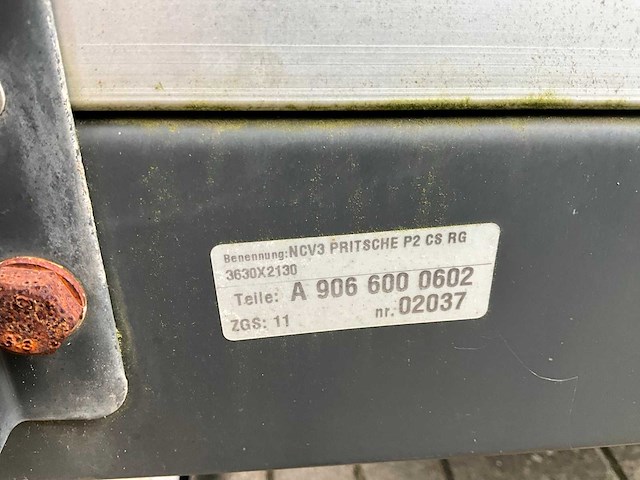 Benennung:NCV3 PRITSCHE P2 CS RG
3630X2130
Teile: A 906 600 0602
ZGS: 11 nr. 02037